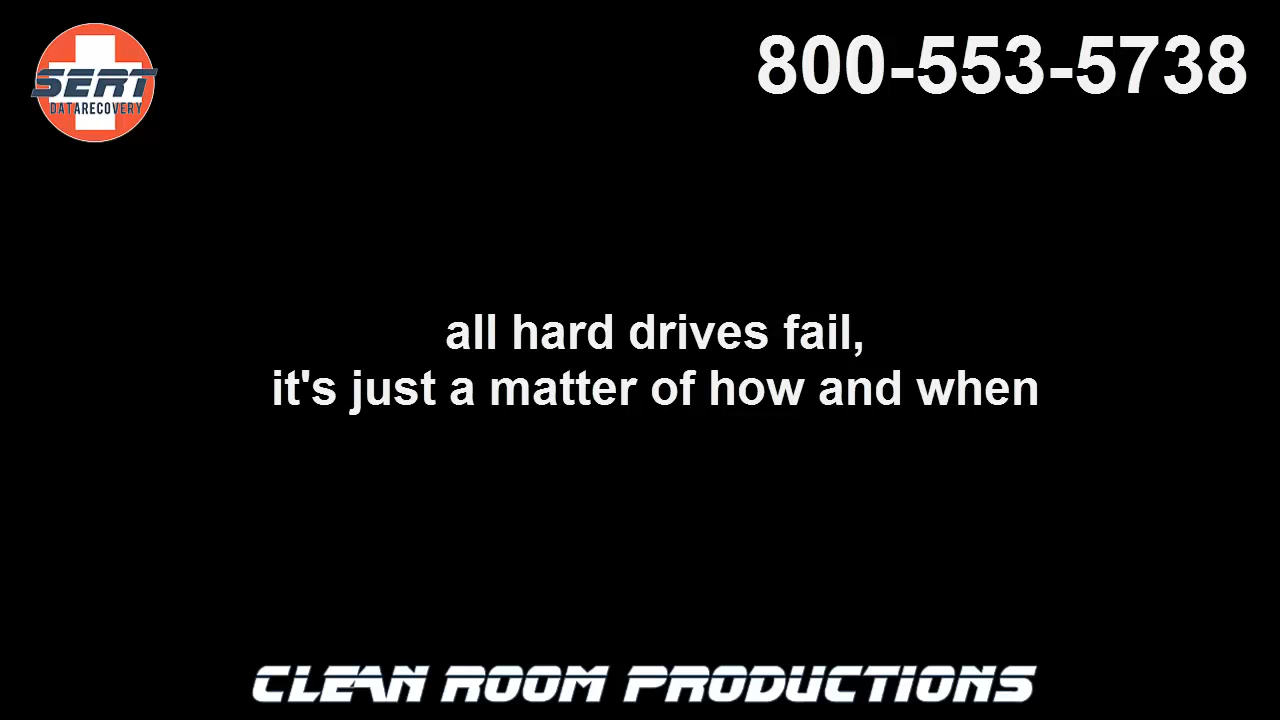 SERT
DATARECOVERY
800-553-5738
all hard drives fail,
it's just a matter of how and when
CLEAN ROOM PRODUCTIONS